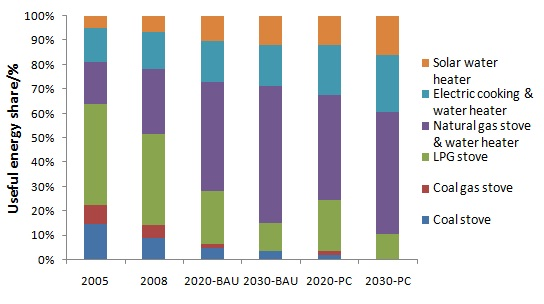 100%
90%
80%
70%
60%
50%
40%
30%
20%
10%
0%
Useful energy share/%
2005 2008 2020-BAU 2030-BAU 2020-PC 2030-PC
Solar water
heater
Electric cooking &
water heater
Natural gas stove
& water heater
LPG stove
Coal gas stove
Coal stove